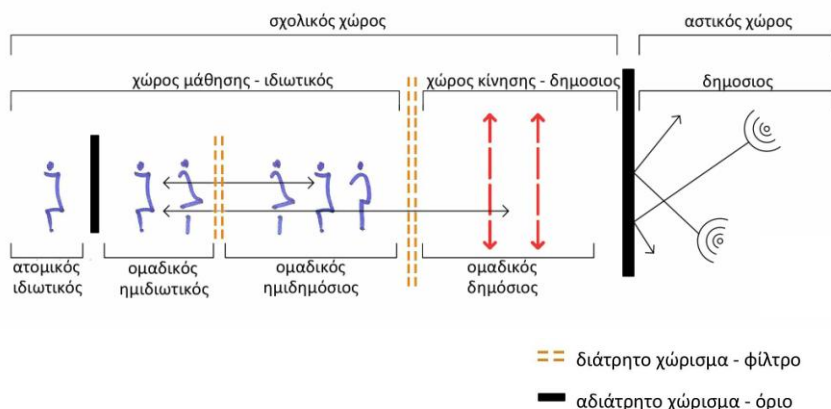 σχολικός χώρος
αστικός χώρος
χώρος μάθησης - ιδιωτικός
χώρος κίνησης - δημοσιος
δημοσιος
ατομικός
ιδιωτικός
ομαδικός
ημιδιωτικός
ομαδικός
ημιδημόσιος
ομαδικός
δημόσιος
διάτρητο χώρισμα - φίλτρο
αδιάτρητο χώρισμα - όριο